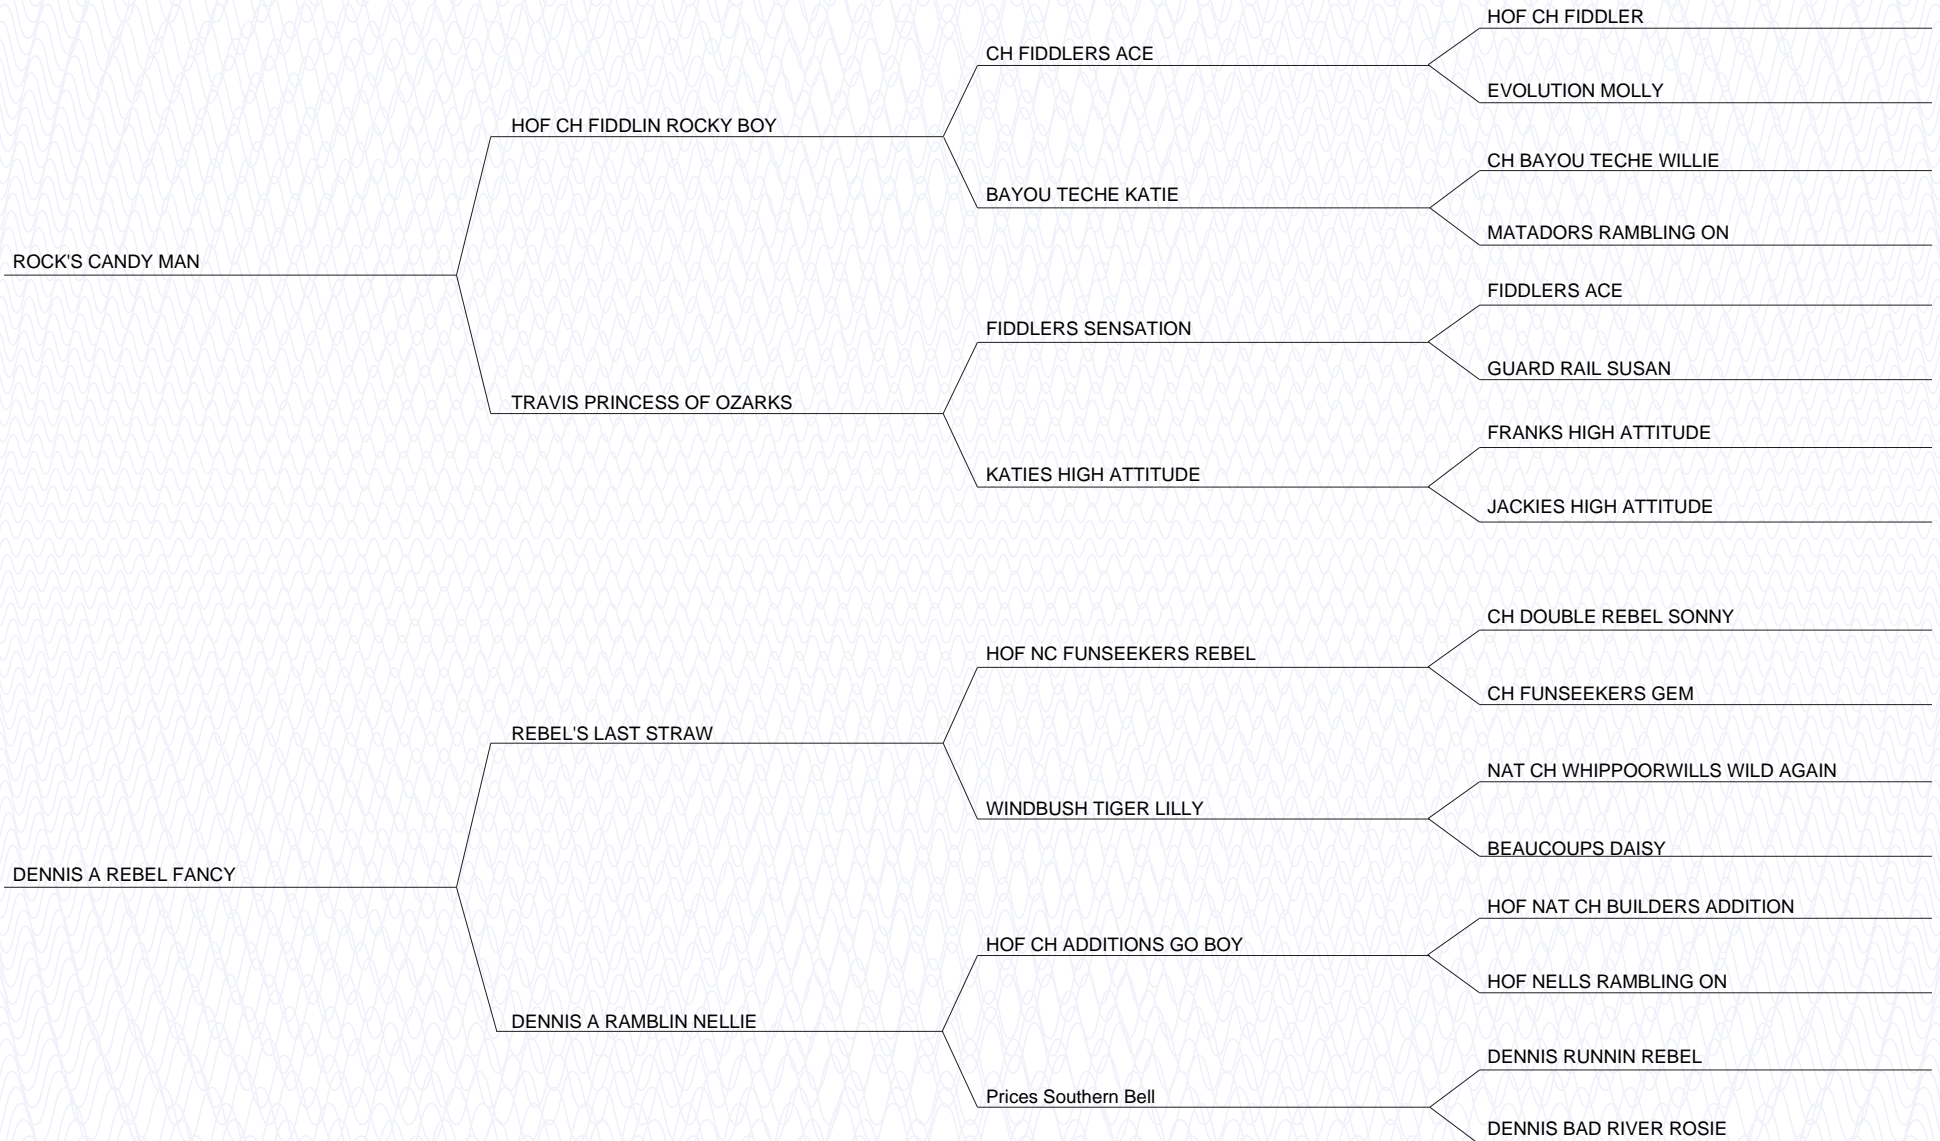 HOF CH FIDDLER
CH FIDDLERS ACE
EVOLUTION MOLLY
HOF CH FIDDLIN ROCKY BOY
CH BAYOU TECHE WILLIE
BAYOU TECHE KATIE
MATADORS RAMBLING ON
ROCK'S CANDY MAN
FIDDLERS ACE
FIDDLERS SENSATION
GUARD RAIL SUSAN
TRAVIS PRINCESS OF OZARKS
FRANKS HIGH ATTITUDE
KATIES HIGH ATTITUDE
JACKIES HIGH ATTITUDE
CH DOUBLE REBEL SONNY
HOF NC FUNSEEKERS REBEL
CH FUNSEEKERS GEM
REBEL'S LAST STRAW
NAT CH WHIPPOORWILLS WILD AGAIN
WINDBUSH TIGER LILLY
BEAUCOUPS DAISY
DENNIS A REBEL FANCY
HOF NAT CH BUILDERS ADDITION
HOF CH ADDITIONS GO BOY
HOF NELLS RAMBLING ON
DENNIS A RAMBLIN NELLIE
DENNIS RUNNIN REBEL
Prices Southern Bell
DENNIS BAD RIVER ROSIE